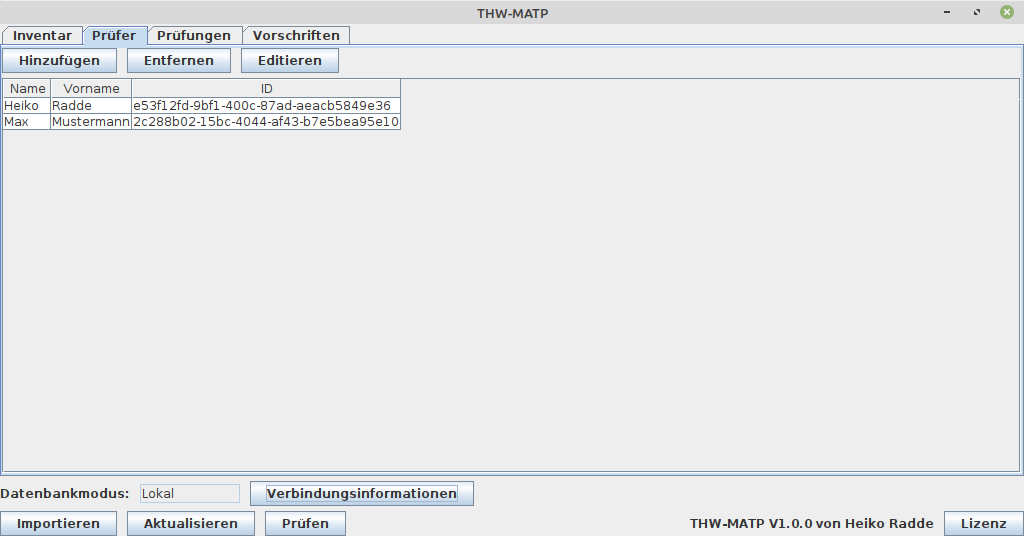 THW-MATP
Inventar Prüfer Prüfungen Vorschriften
Hinzufügen Entfernen Editieren
Name Vorname ID
Heiko Radde e53f12fd-9bf1-400c-87ad-aeacb5849e36
Max Mustermann 2c288b02-15bc-4044-af43-b7e5bea95e10
Datenbankmodus: Lokal Verbindungsinformationen
Importieren Aktualisieren Prüfen THW-MATP V1.0.0 von Heiko Radde Lizenz